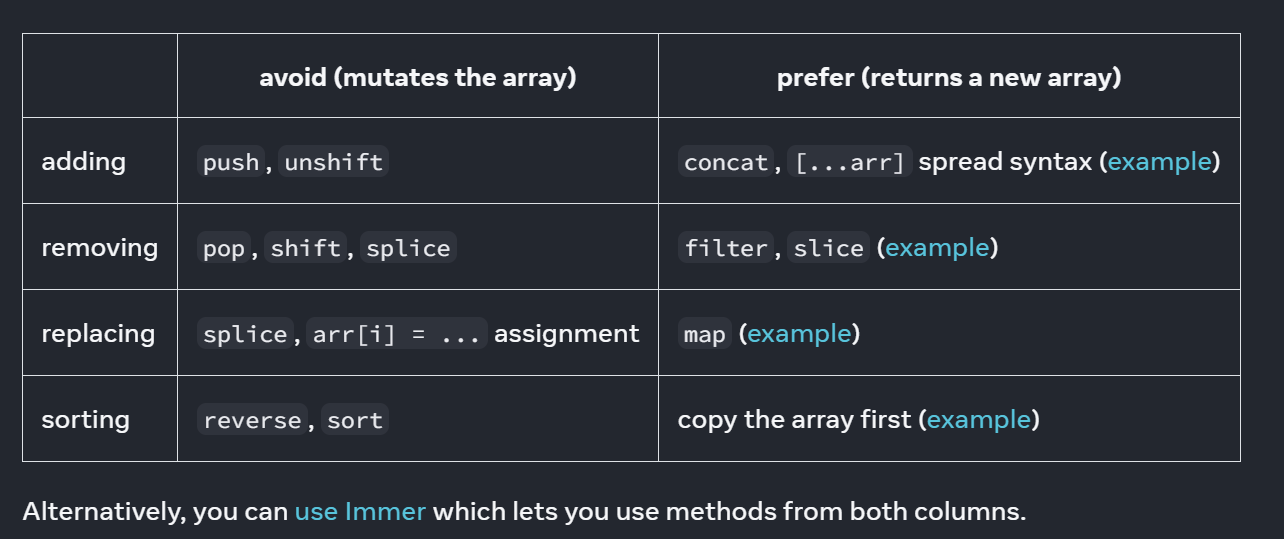 avoid (mutates the array) prefer (returns a new array)
adding push, unshift concat, [...arr] spread syntax (example)
removing pop, shift, splice filter, slice (example)
replacing splice, arr[i] = ... assignment map (example)
sorting reverse, sort copy the array first (example)
Alternatively, you can use Immer which lets you use methods from both columns.